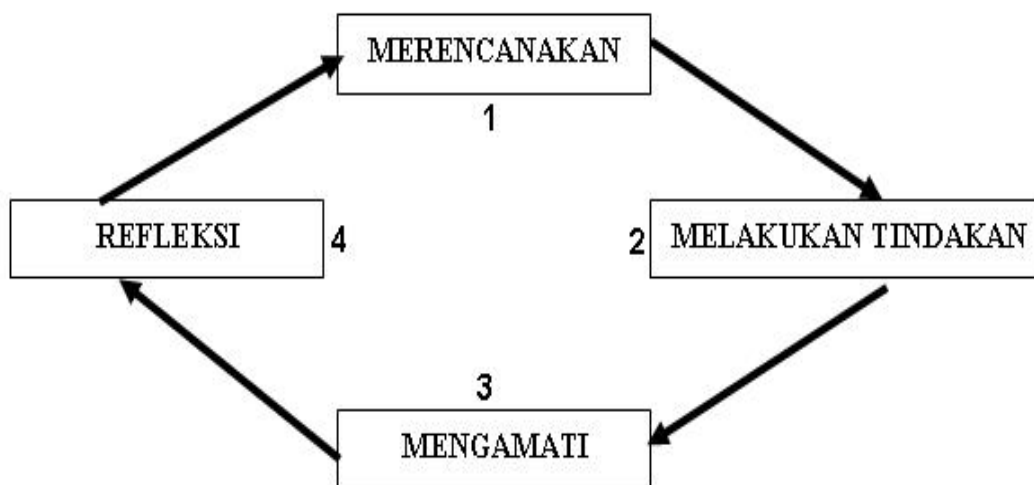 MERENCANAKAN
1
REFLEKSI
4
2
MELAKUKAN TINDAKAN
3
MENGAMATI